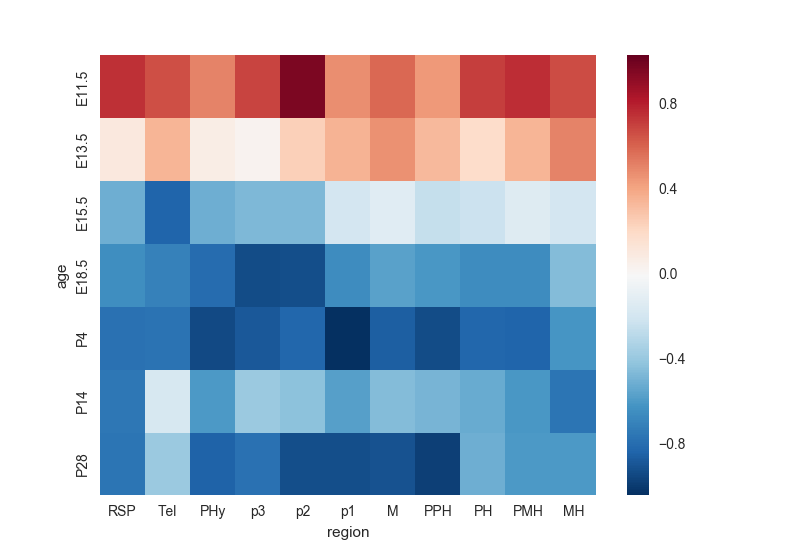 E11.5
E13.5
E15.5
E18.5
P4
P14
P28
age
RSP Tel PHy p3 p2 p1 M PPH PH PMH MH
region
0.8
0.4
0.0
−0.4
−0.8